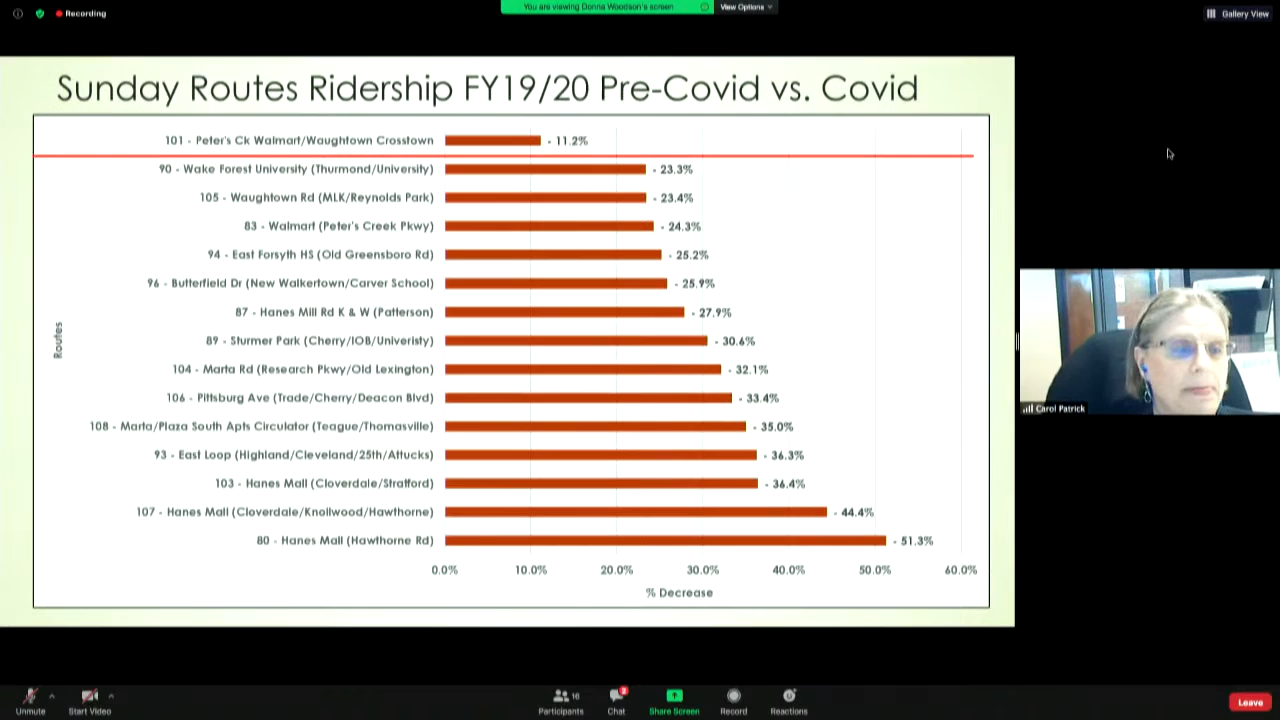 Recording
You are viewing Donna Woodson's screen
View Options
Gallery View
Sunday Routes Ridership FY19/20 Pre-Covid vs. Covid
101 - Peter's Ck Walmart/Waughtown Crosstown - 11.2%
90 - Wake Forest University (Thurmond/University) - 23.3%
105 - Waughtown Rd (MLK/Reynolds Park) - 23.4%
83 - Walmart (Peter's Creek Pkwy) - 24.3%
94 - East Forsyth HS (Old Greensboro Rd) - 25.2%
96 - Butterfield Dr (New Walkertown/Carver School) - 25.9%
87 - Hanes Mill Rd K & W (Patterson) - 27.9%
89 - Sturmer Park (Cherry/IOB/Univeristy) - 30.6%
104 - Marta Rd (Research Pkwy/Old Lexington) - 32.1%
106 - Pittsburg Ave (Trade/Cherry/Deacon Blvd) - 33.4%
108 - Marta/Plaza South Apts Circulator (Teague/Thomasville) - 35.0%
93 - East Loop (Highland/Cleveland/25th/Attucks) - 36.3%
103 - Hanes Mall (Cloverdale/Stratford) - 36.4%
107 - Hanes Mall (Cloverdale/Knollwood/Hawthorne) - 44.4%
80 - Hanes Mall (Hawthorne Rd) - 51.3%
Routes
0.0% 10.0% 20.0% 30.0% 40.0% 50.0% 60.0%
% Decrease
Carol Patrick
Unmute
Start Video
16
Participants
2
Chat
Share Screen
Record
Reactions
Leave